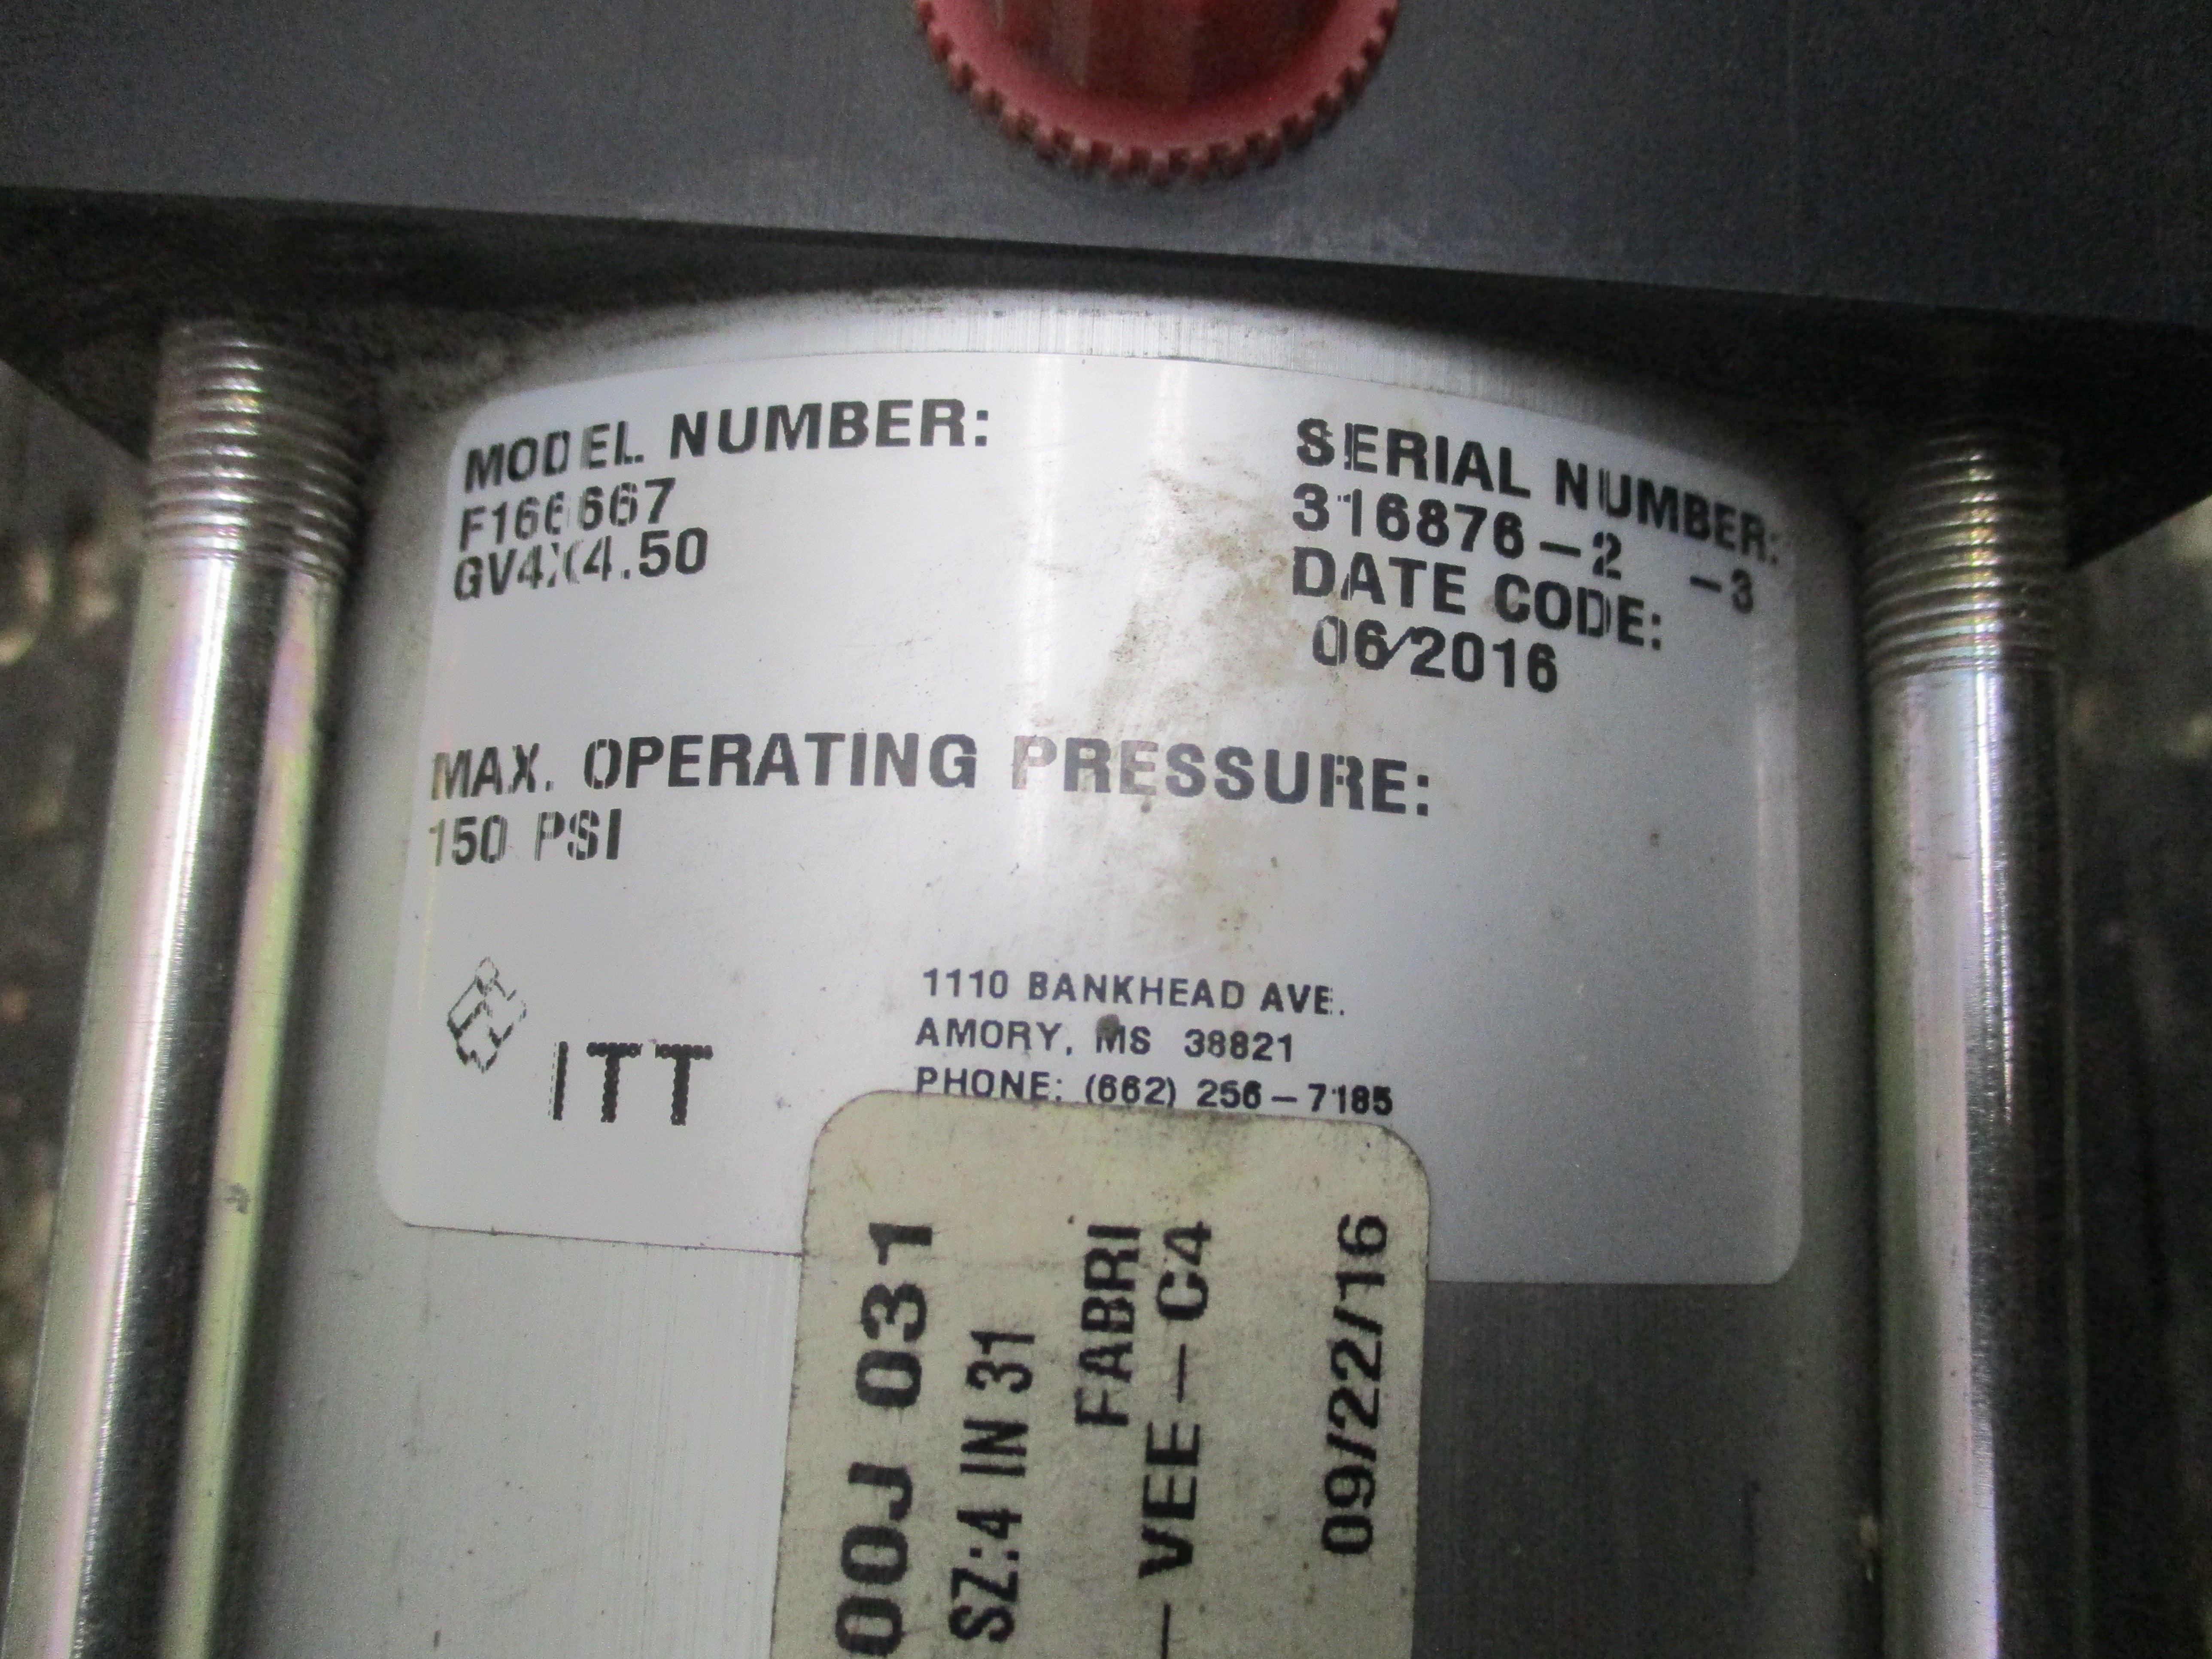 MODEL NUMBER:
F166667
GV4X4.50
SERIAL NUMBER:
316876-2 -3
DATE CODE:
06/2016
MAX. OPERATING PRESSURE:
150 PSI
ITT
1110 BANKHEAD AVE.
AMORY, MS 38821
PHONE: (662) 256-7185
00J 031
SZ:4 IN 31
FABRI
- VEE-C4
09/22/16